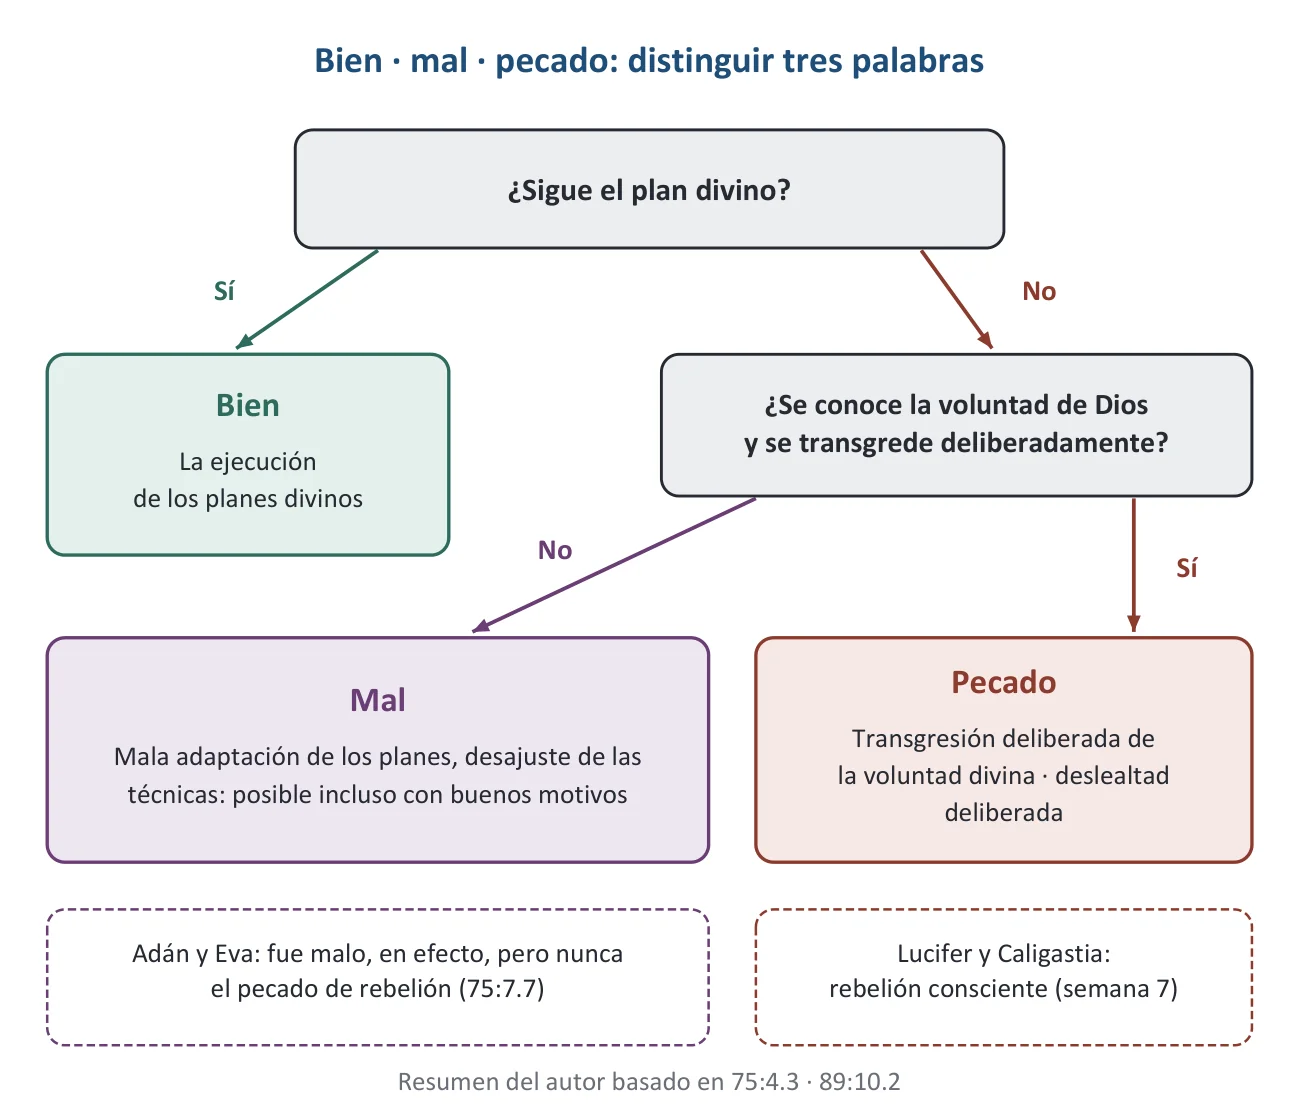 Bien · mal · pecado: distinguir tres palabras
¿Sigue el plan divino?
Sí
No
Bien
La ejecución
de los planes divinos
¿Se conoce la voluntad de Dios
y se transgrede deliberadamente?
No
Sí
Mal
Mala adaptación de los planes, desajuste de las
técnicas: posible incluso con buenos motivos
Pecado
Transgresión deliberada de
la voluntad divina · deslealtad
deliberada
Adán y Eva: fue malo, en efecto, pero nunca
el pecado de rebelión (75:7.7)
Lucifer y Caligastia:
rebelión consciente (semana 7)
Resumen del autor basado en 75:4.3 · 89:10.2